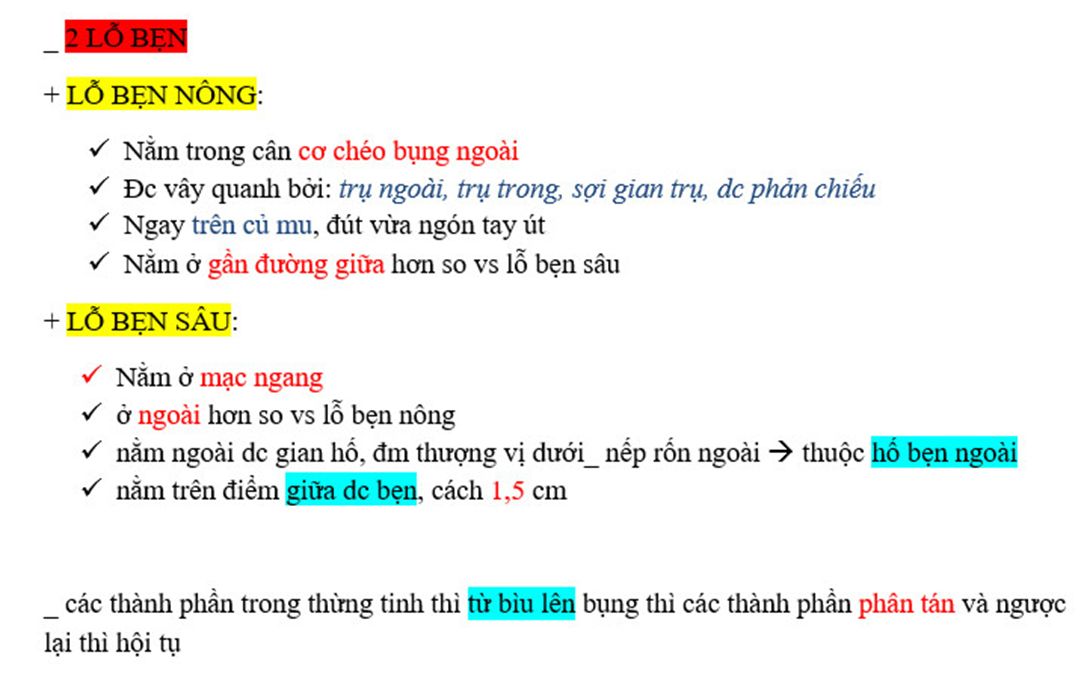 _ 2 LỖ BẸN
+ LỖ BẸN NÔNG:
✓ Nằm trong cân cơ chéo bụng ngoài
✓ Đc vây quanh bởi: trụ ngoài, trụ trong, sợi gian trụ, dc phản chiếu
✓ Ngay trên củ mu, đút vừa ngón tay út
✓ Nằm ở gần đường giữa hơn so vs lỗ bẹn sâu
+ LỖ BẸN SÂU:
✓ Nằm ở mạc ngang
✓ ở ngoài hơn so vs lỗ bẹn nông
✓ nằm ngoài dc gian hố, đm thượng vị dưới_ nếp rốn ngoài → thuộc hố bẹn ngoài
✓ nằm trên điểm giữa dc bẹn, cách 1,5 cm
_ các thành phần trong thừng tinh thì từ bìu lên bụng thì các thành phần phân tán và ngược
lại thì hội tụ